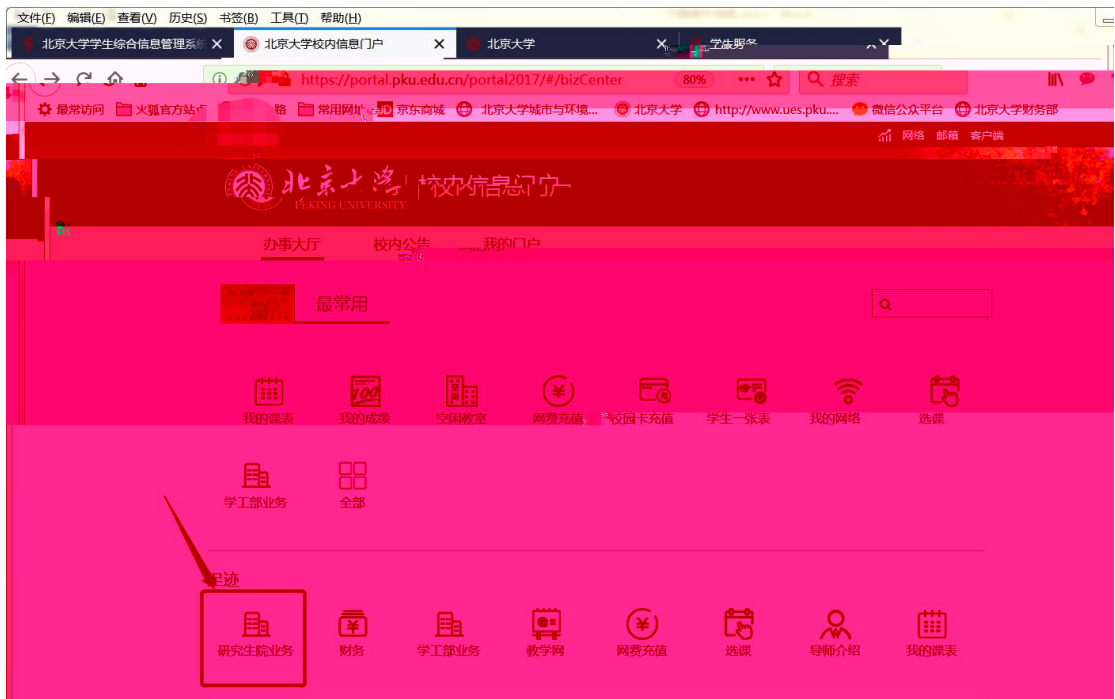 文件(F) 编辑(E) 查看(V) 历史(S) 书签(B) 工具(T) 帮助(H)
北京大学学生综合信息管理系统 北京大学校内信息门户 北京大学
https://portal.pku.edu.cn/portal2017/#/bizCenter 80% 搜索
最常访问 火狐官方站点 常用网址 JD 京东商城 北京大学城市与环境... 北京大学 http://www.ues.pku.... 微信公众平台 北京大学财务部
网络 邮箱 客户端
北京大学 校内信息门户
PEKING UNIVERSITY
办事大厅 校内公告 我的门户
最常用
我的课表 我的成绩 空闲教室 网费充值 校园卡充值 学生一张表 我的网络 选课
学工部业务 全部
足迹
研究生院业务 财务 学工部业务 教学网 网费充值 选课 导师介绍 我的课表